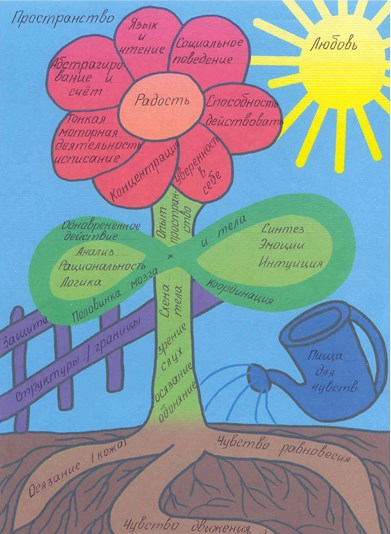 Пространство
Язык
и
чтение
Социальное
поведение
Любовь
Абстрагиро
вание и
счёт
Радость
Способность
действовать
Тонкая
моторная
деятельность
исписание
Концентрация
Уверенность
в
себе
Опыт
простран
ство
и тела
Одновременное
действие
Анализ
Рациональность
Логика
Синтез
Эмоции
Интуиция
Половинка мозга
Координация
Схема
тела
Защита
Структуры / границы
зрение
слух
осязание
обоняние
Пища
для
чувств
Осязание (кожа)
Чувство равновесия
Чувство движения,